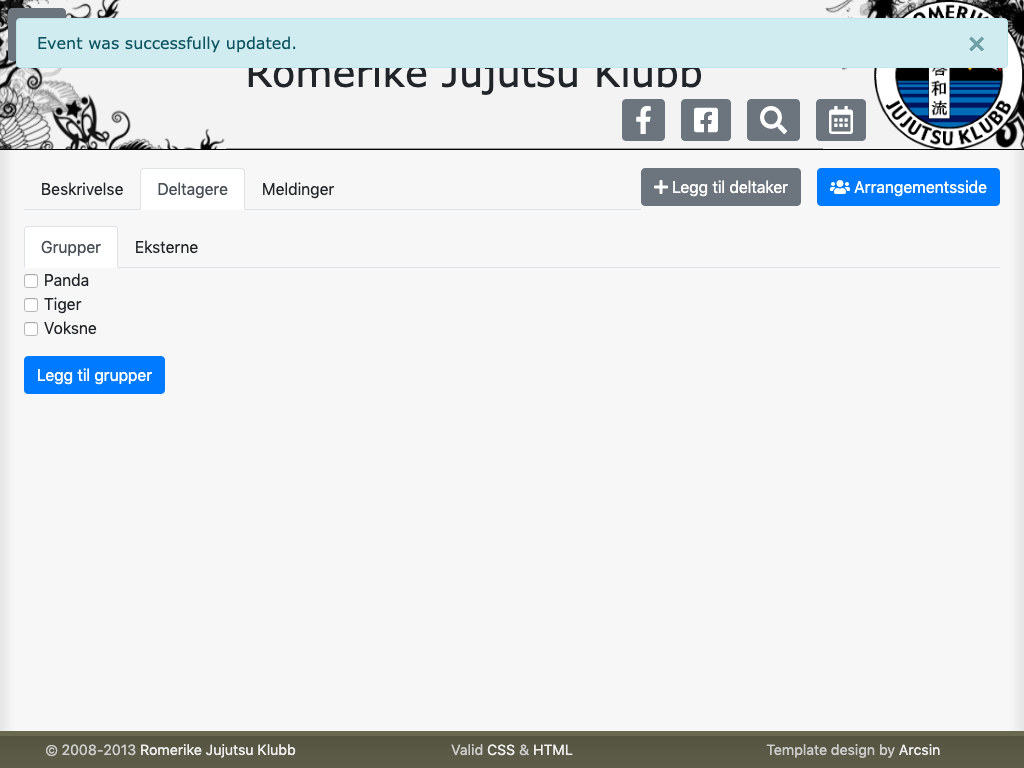 Event was successfully updated. ×
Romerike Jujutsu Klubb
ROMERIKE
和流
JUJUTSU KLUBB
Beskrivelse Deltagere Meldinger Legg til deltaker Arrangementsside
Grupper Eksterne
Panda
Tiger
Voksne
Legg til grupper
© 2008-2013 Romerike Jujutsu Klubb Valid CSS & HTML Template design by Arcsin